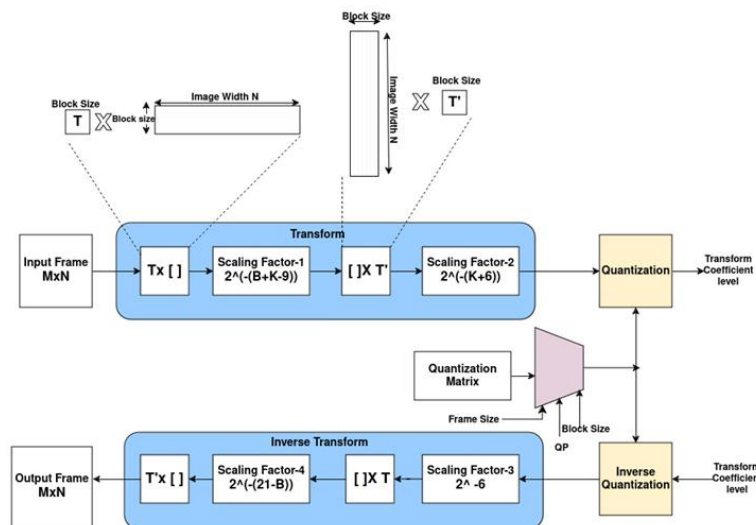 Block Size
Block Size
T
X
Block size
Image Width N
Image Width N
X
Block Size
T'
Transform
Input Frame
MxN
Tx [ ]
Scaling Factor-1
2^(-(B+K-9))
[ ]X T'
Scaling Factor-2
2^(-(K+6))
Quantization
Transform
Coefficient
level
Quantization
Matrix
Frame Size
QP
Block Size
Inverse Transform
Output Frame
MxN
T'x [ ]
Scaling Factor-4
2^(-(21-B))
[ ]X T
Scaling Factor-3
2^ -6
Inverse
Quantization
Transform
Coefficient
level